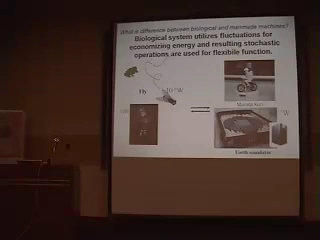 What is difference between biological and manmade machines?
Biological system utilizes fluctuations for
economizing energy and resulting stochastic
operations are used for flexible function.
Fly
W
Murata
W
Earth simulator